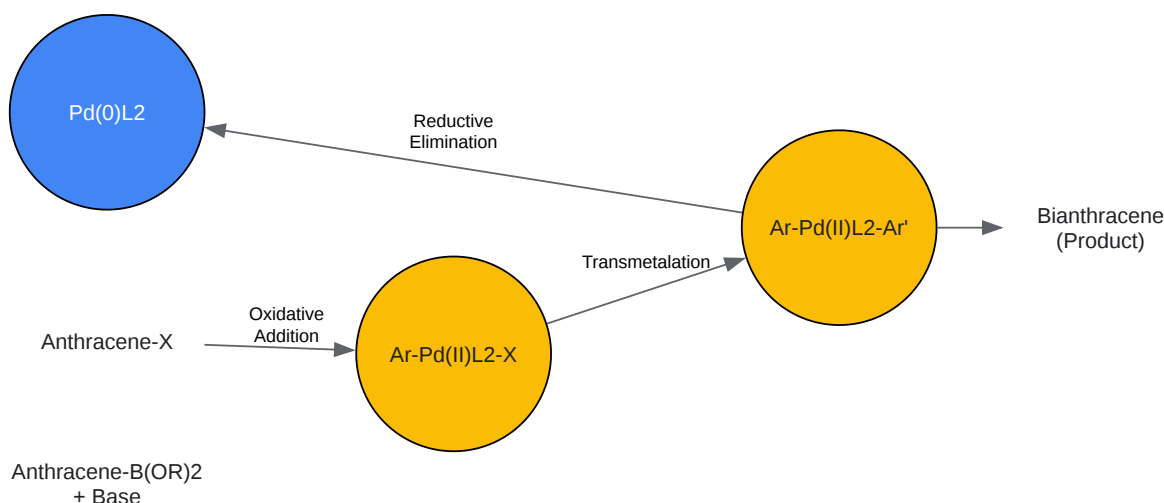 Pd(0)L2
Reductive
Elimination
Ar-Pd(II)L2-Ar'
Bianthracene
(Product)
Transmetalation
Oxidative
Addition
Anthracene-X
Ar-Pd(II)L2-X
Anthracene-B(OR)2
+ Base